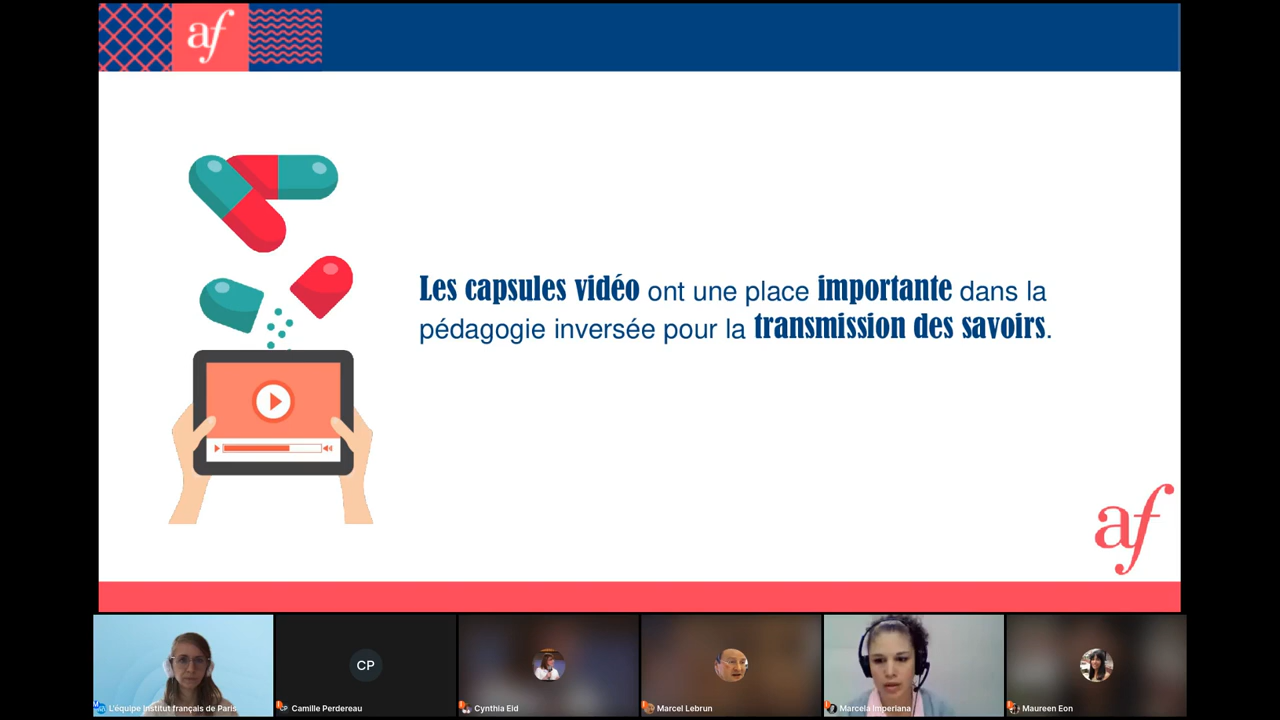 af
Les capsules vidéo ont une place importante dans la
pédagogie inversée pour la transmission des savoirs.
af
CP
L'équipe Institut français de Paris
CP Camille Perdereau
Cynthia Eid
Marcel Lebrun
Marcela Imperiana
Maureen Eon